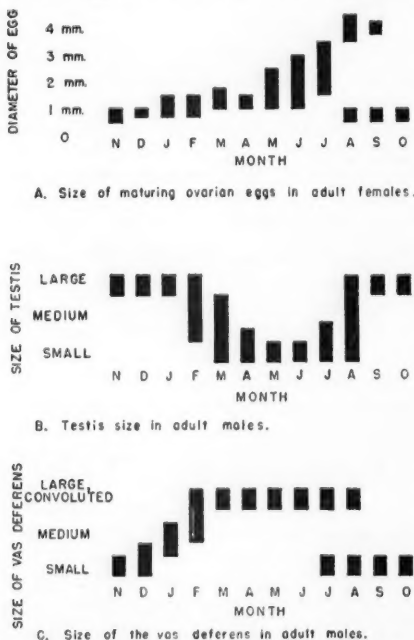 DIAMETER OF EGG
4 mm.
3 mm.
2 mm.
1 mm.
0
N D J F M A M J J A S O
MONTH
A. Size of maturing ovarian eggs in adult females.
SIZE OF TESTIS
LARGE
MEDIUM
SMALL
N D J F M A M J J A S O
MONTH
B. Testis size in adult males.
SIZE OF VAS DEFERENS
LARGE,
CONVOLUTED
MEDIUM
SMALL
N D J F M A M J J A S O
MONTH
C. Size of the vas deferens in adult males.